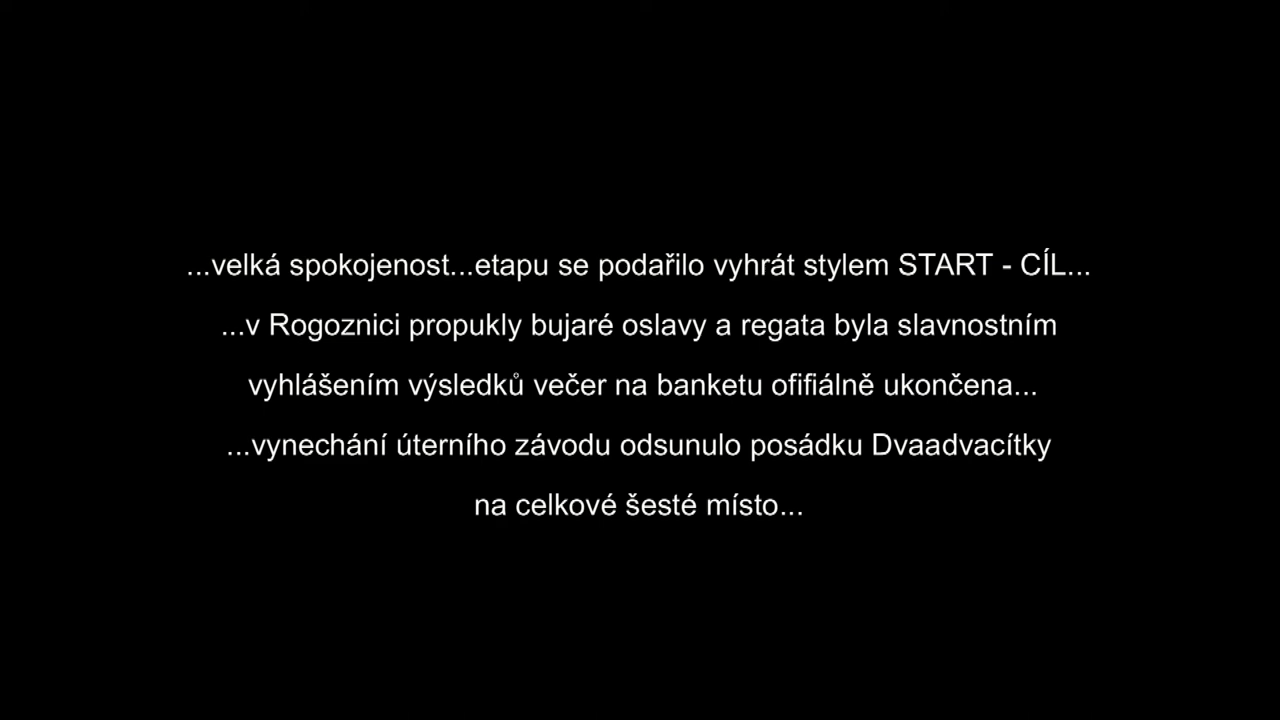 ...velká spokojenost...etapu se podařilo vyhrát stylem START - CÍL...
...v Rogoznici propukly bujaré oslavy a regata byla slavnostním
vyhlášením výsledků večer na banketu ofifiálně ukončena...
...vynechání úterního závodu odsunulo posádku Dvaadvacítky
na celkové šesté místo...